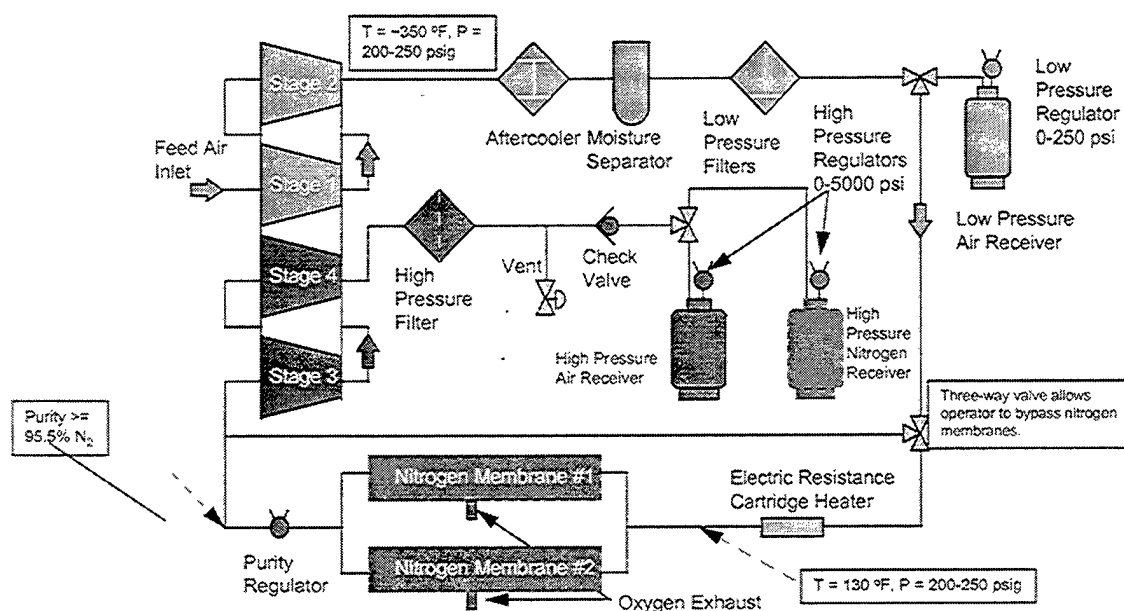 T = ~350 ºF, P =
200-250 psig
Stage 2
Feed Air
Inlet
Stage 1
Aftercooler
Moisture
Separator
Low
Pressure
Filters
High
Pressure
Regulators
0-5000 psi
Low
Pressure
Regulator
0-250 psi
Low Pressure
Air Receiver
Stage 4
High
Pressure
Filter
Vent
Check
Valve
High Pressure
Air Receiver
High
Pressure
Nitrogen
Receiver
Stage 3
Three-way valve allows
operator to bypass nitrogen
membranes.
Purity >=
95.5% N2
Nitrogen Membrane #1
Electric Resistance
Cartridge Heater
Purity
Regulator
Nitrogen Membrane #2
Oxygen Exhaust
T = 130 ºF, P = 200-250 psig